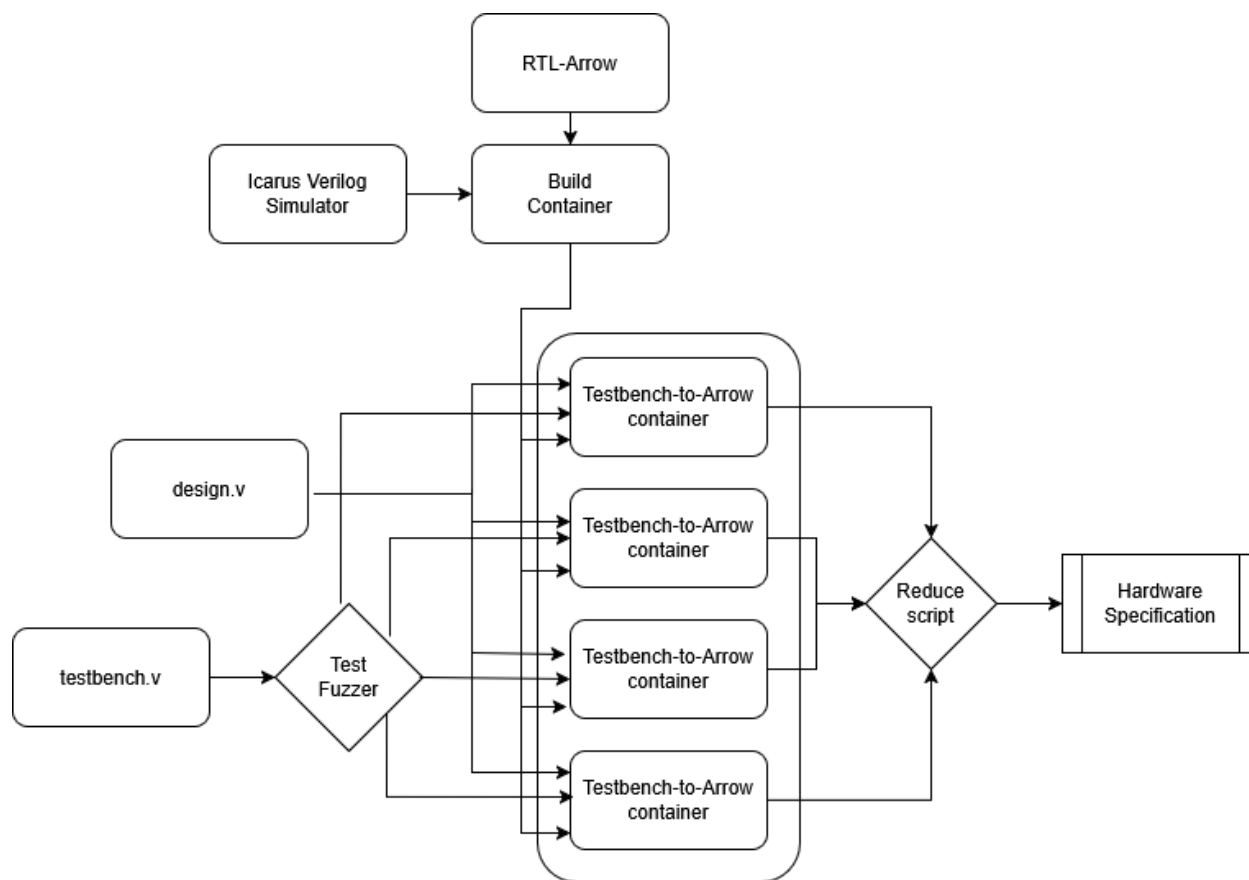 RTL-Arrow
Icarus Verilog
Simulator
Build
Container
Testbench-to-Arrow
container
design.v
Testbench-to-Arrow
container
Reduce
script
Hardware
Specification
testbench.v
Test
Fuzzer
Testbench-to-Arrow
container
Testbench-to-Arrow
container